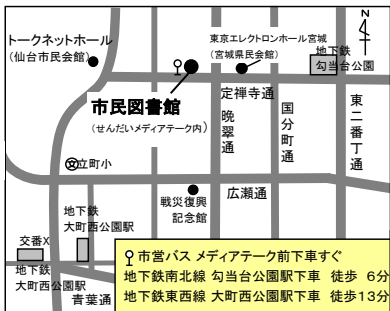 N
トークネットホール
(仙台市民会館)
東京エレクトロンホール宮城
(宮城県民会館)
地下鉄
勾当台公園
市民図書館
(せんだいメディアテーク内)
定禅寺通
晩翠通
国分町通
東二番丁通
立町小
戦災復興
記念館
広瀬通
地下鉄
大町西公園駅
交番X
地下鉄
大町西公園駅
青葉通
市営バス メディアテーク前下車すぐ
地下鉄南北線 勾当台公園駅下車 徒歩 6分
地下鉄東西線 大町西公園駅下車 徒歩13分